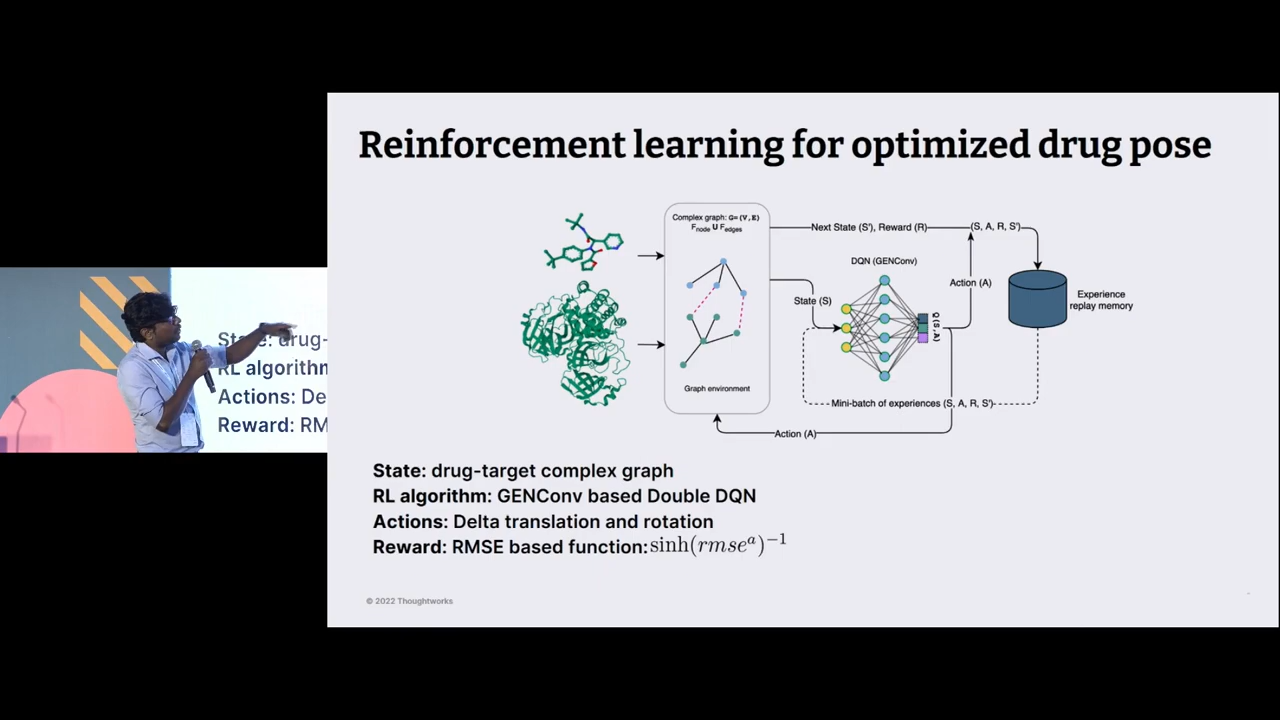 Reinforcement learning for optimized drug pose
Complex graph: G={V,E}
Fnode U Fedges
Graph environment
Next State (S'), Reward (R)
(S, A, R, S')
DQN (GENConv)
State (S)
Action (A)
Q(S,A)
Experience
replay memory
Mini-batch of experiences (S, A, R, S')
Action (A)
State: drug-target complex graph
RL algorithm: GENConv based Double DQN
Actions: Delta translation and rotation
Reward: RMSE based function: sinh(rmse^a)^-1
© 2022 Thoughtworks
State: drug-
RL algorithm
Actions: De
Reward: RM